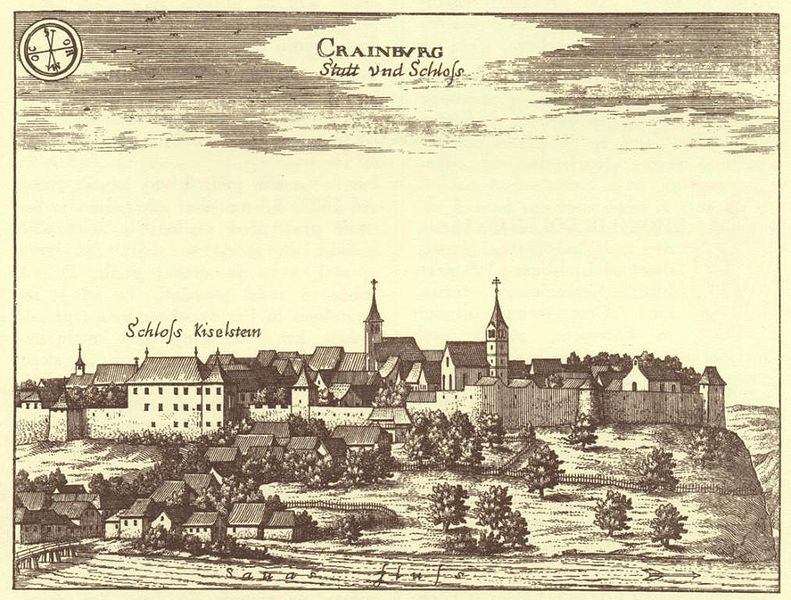 CRAINBVRG
Statt vnd Schloſs
Schloſs Kiselstein
Sauas fluſs